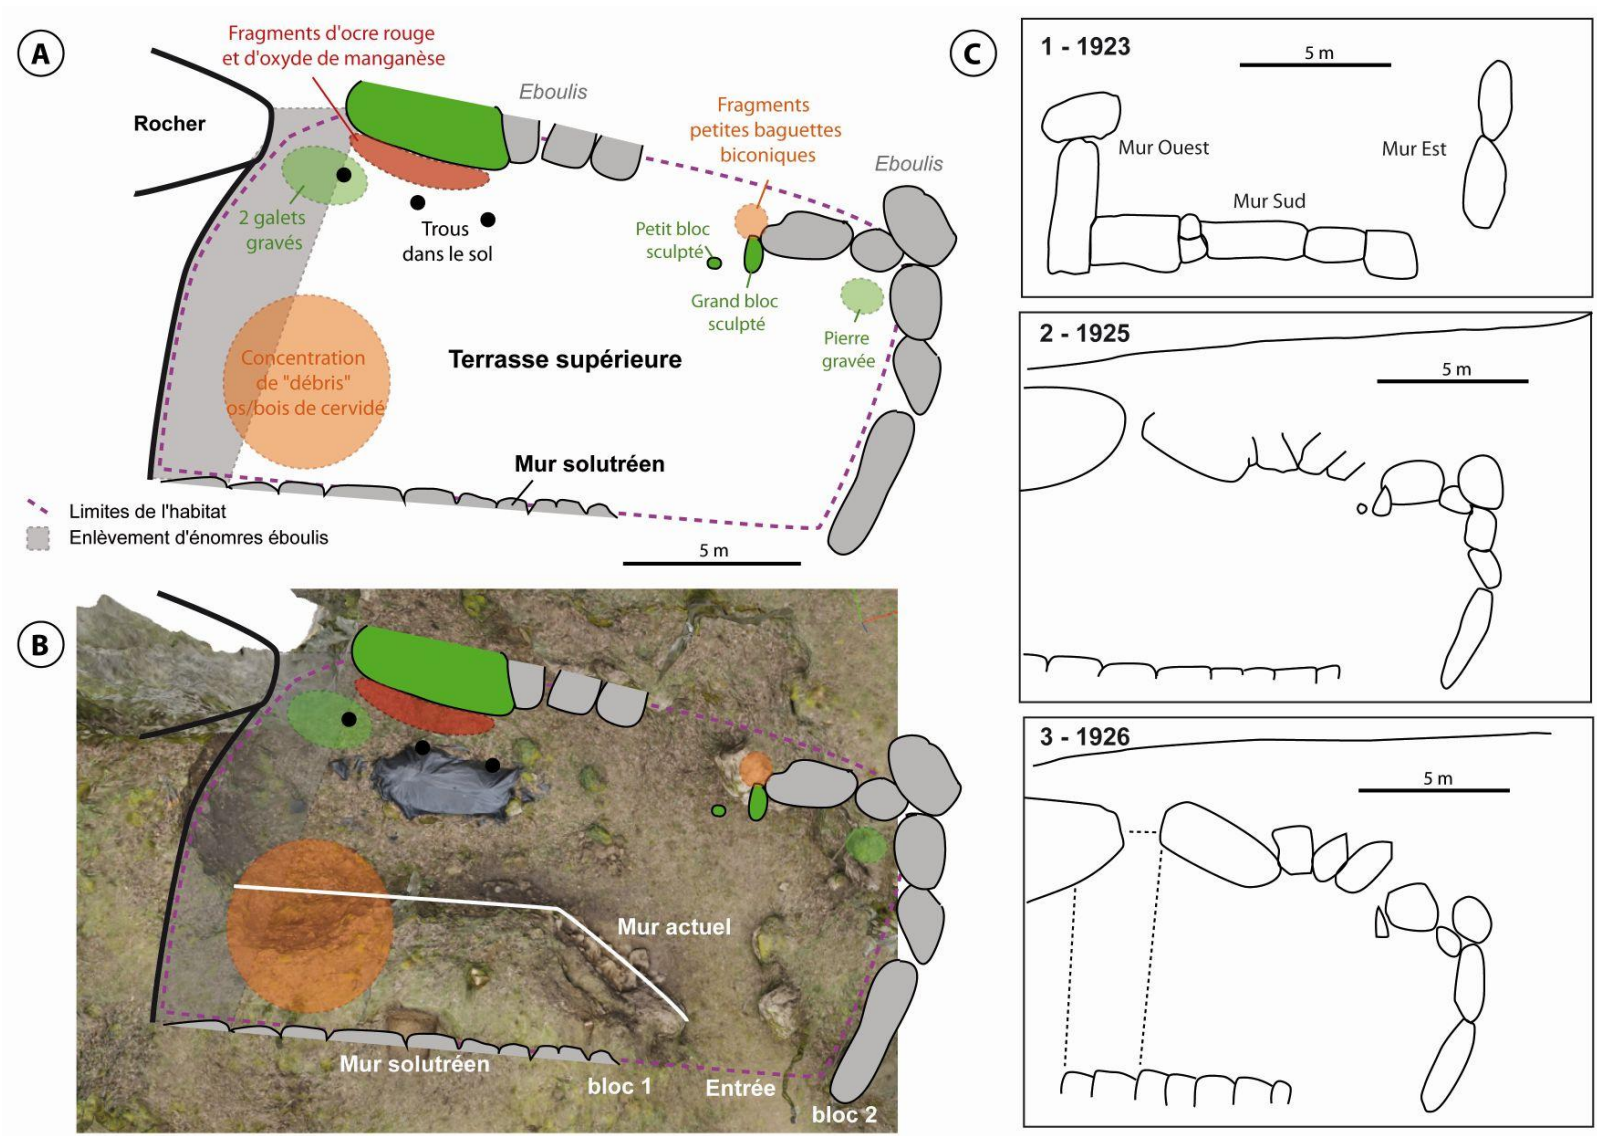 A
Fragments d'ocre rouge
et d'oxyde de manganèse
Rocher
Eboulis
Fragments
petites baguettes
biconiques
Eboulis
2 galets
gravés
Trous
dans le sol
Petit bloc
sculpté
Grand bloc
sculpté
Pierre
gravée
Concentration
de "débris"
os/bois de cervidé
Terrasse supérieure
Mur solutréen
Limites de l'habitat
Enlèvement d'énomres éboulis
5 m
B
Mur actuel
Mur solutréen
bloc 1
Entrée
bloc 2
C
1 - 1923
5 m
Mur Ouest
Mur Est
Mur Sud
2 - 1925
5 m
3 - 1926
5 m